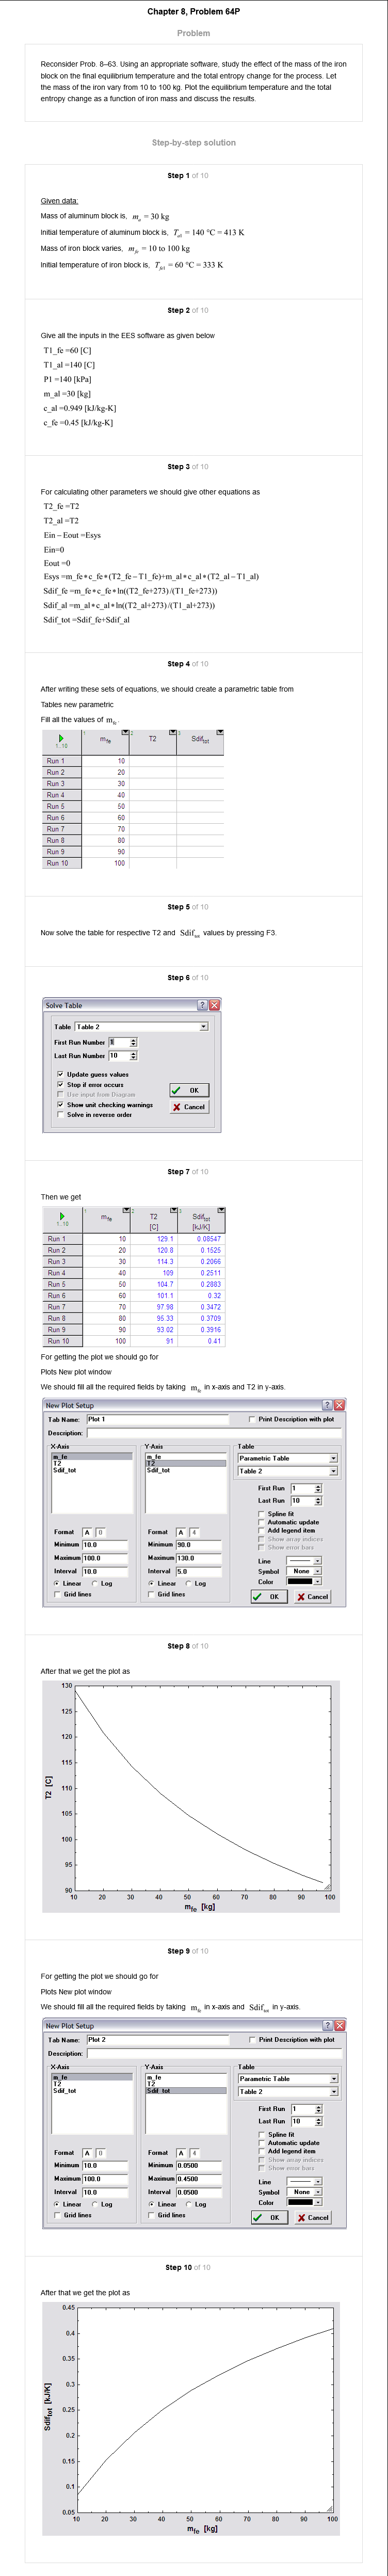 Chapter 8, Problem 64P
Problem
Reconsider Prob. 8–63. Using an appropriate software, study the effect of the mass of the iron
block on the final equilibrium temperature and the total entropy change for the process. Let
the mass of the iron vary from 10 to 100 kg. Plot the equilibrium temperature and the total
entropy change as a function of iron mass and discuss the results.
Step-by-step solution
Step 1 of 10
Given data:
Mass of aluminum block is, m_a = 30 kg
Initial temperature of aluminum block is, T_a1 = 140 °C = 413 K
Mass of iron block varies, m_fe = 10 to 100 kg
Initial temperature of iron block is, T_fe1 = 60 °C = 333 K
Step 2 of 10
Give all the inputs in the EES software as given below
T1_fe =60 [C]
T1_al =140 [C]
P1 =140 [kPa]
m_al =30 [kg]
c_al =0.949 [kJ/kg-K]
c_fe =0.45 [kJ/kg-K]
Step 3 of 10
For calculating other parameters we should give other equations as
T2_fe =T2
T2_al =T2
Ein – Eout =Esys
Ein=0
Eout =0
Esys =m_fe∗c_fe∗(T2_fe – T1_fe)+m_al∗c_al∗(T2_al – T1_al)
Sdif_fe =m_fe∗c_fe∗ln((T2_fe+273)/(T1_fe+273))
Sdif_al =m_al∗c_al∗ln((T2_al+273)/(T1_al+273))
Sdif_tot =Sdif_fe+Sdif_al
Step 4 of 10
After writing these sets of equations, we should create a parametric table from
Tables new parametric
Fill all the values of m_fe.
1 m_fe 2 T2 3 Sdif_tot
1..10
Run 1 10
Run 2 20
Run 3 30
Run 4 40
Run 5 50
Run 6 60
Run 7 70
Run 8 80
Run 9 90
Run 10 100
Step 5 of 10
Now solve the table for respective T2 and Sdif_tot values by pressing F3.
Step 6 of 10
Solve Table
Table Table 2
First Run Number 1
Last Run Number 10
Update guess values
Stop if error occurs
Use input from Diagram
Show unit checking warnings
Solve in reverse order
OK
Cancel
Step 7 of 10
Then we get
1 m_fe 2 T2 3 Sdif_tot
1..10 [C] [kJ/K]
Run 1 10 129.1 0.08547
Run 2 20 120.8 0.1525
Run 3 30 114.3 0.2066
Run 4 40 109 0.2511
Run 5 50 104.7 0.2883
Run 6 60 101.1 0.32
Run 7 70 97.98 0.3472
Run 8 80 95.33 0.3709
Run 9 90 93.02 0.3916
Run 10 100 91 0.41
For getting the plot we should go for
Plots New plot window
We should fill all the required fields by taking m_fe in x-axis and T2 in y-axis.
New Plot Setup
Tab Name: Plot 1 Print Description with plot
Description:
X-Axis Y-Axis Table
m_fe m_fe Parametric Table
T2 T2 Table 2
Sdif_tot Sdif_tot
First Run 1
Last Run 10
Spline fit
Automatic update
Add legend item
Show array indices
Show error bars
Format A 0 Format A 4
Minimum 10.0 Minimum 90.0
Maximum 100.0 Maximum 130.0
Interval 10.0 Interval 5.0
Linear Log Linear Log
Grid lines Grid lines
Line
Symbol None
Color
OK Cancel
Step 8 of 10
After that we get the plot as
130
125
120
115
110
105
100
95
90
T2 [C]
10 20 30 40 50 60 70 80 90 100
m_fe [kg]
Step 9 of 10
For getting the plot we should go for
Plots New plot window
We should fill all the required fields by taking m_fe in x-axis and Sdif_tot in y-axis.
New Plot Setup
Tab Name: Plot 2 Print Description with plot
Description:
X-Axis Y-Axis Table
m_fe m_fe Parametric Table
T2 T2 Table 2
Sdif_tot Sdif_tot
First Run 1
Last Run 10
Spline fit
Automatic update
Add legend item
Show array indices
Show error bars
Format A 0 Format A 4
Minimum 10.0 Minimum 0.0500
Maximum 100.0 Maximum 0.4500
Interval 10.0 Interval 0.0500
Linear Log Linear Log
Grid lines Grid lines
Line
Symbol None
Color
OK Cancel
Step 10 of 10
After that we get the plot as
0.45
0.4
0.35
0.3
0.25
0.2
0.15
0.1
0.05
Sdif_tot [kJ/K]
10 20 30 40 50 60 70 80 90 100
m_fe [kg]